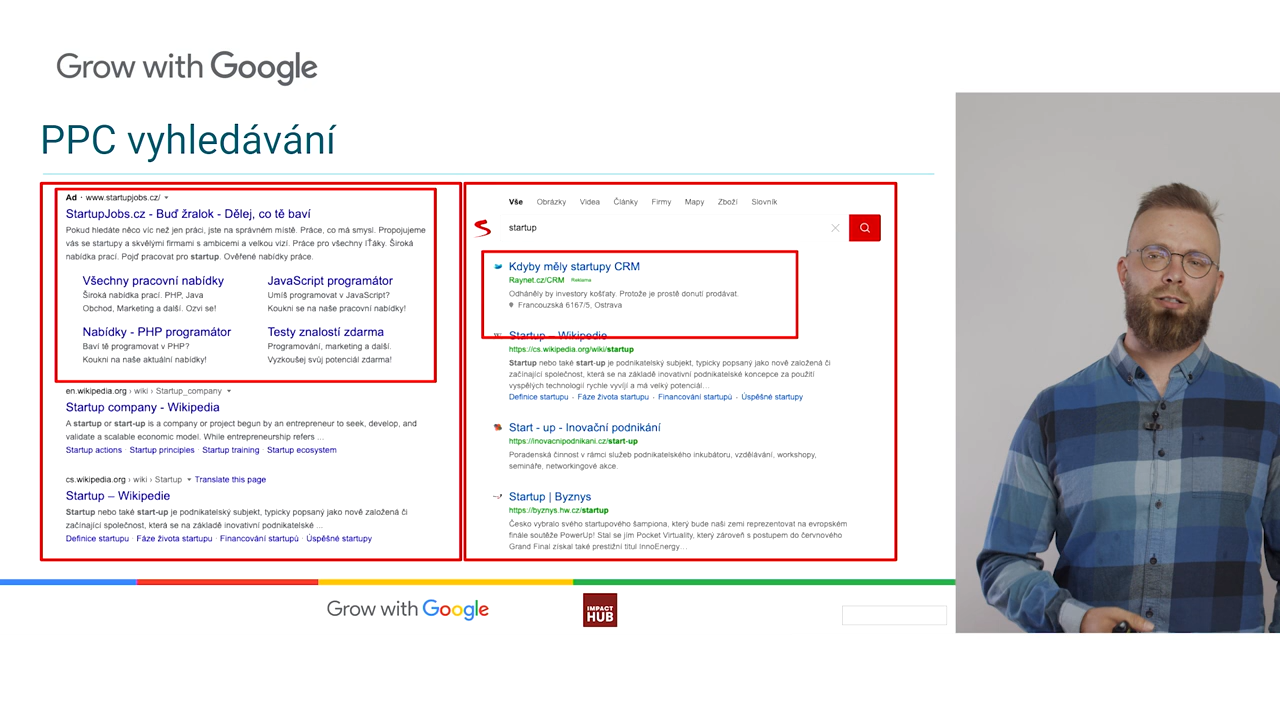 Grow with Google
PPC vyhledávání
Ad · www.startupjobs.cz/
StartupJobs.cz - Buď žralok - Dělej, co tě baví
Pokud hledáte něco víc než jen práci, jste na správném místě. Práce, co má smysl. Propojujeme
vás se startupy a skvělými firmami s ambicemi a velkou vizí. Práce pro všechny IŤáky. Široká
nabídka prací. Pojď pracovat pro startup. Ověřené nabídky práce.
Všechny pracovní nabídky
Široká nabídka prací. PHP, Java
Obchod, Marketing a další. Ozvi se!
JavaScript programátor
Umíš programovat v JavaScript?
Koukni se na naše pracovní nabídky!
Nabídky - PHP programátor
Baví tě programovat v PHP?
Koukni na naše aktuální nabídky!
Testy znalostí zdarma
Programování, marketing a další.
Vyzkoušej svůj potenciál zdarma!
en.wikipedia.org › wiki › Startup_company
Startup company - Wikipedia
A startup or start-up is a company or project begun by an entrepreneur to seek, develop, and
validate a scalable economic model. While entrepreneurship refers ...
Startup actions · Startup principles · Startup training · Startup ecosystem
cs.wikipedia.org › wiki › Startup Translate this page
Startup – Wikipedie
Startup nebo také start-up je podnikatelský subjekt, typicky popsaný jako nově založená či
začínající společnost, která se na základě inovativní podnikatelské ...
Definice startupu · Fáze života startupu · Financování startupů · Úspěšné startupy
Vše Obrázky Videa Články Firmy Mapy Zboží Slovník
startup
Kdyby měly startupy CRM
Raynet.cz/CRM Reklama
Odháněly by investory košťaty. Protože je prostě donutí prodávat.
Francouzská 6167/5, Ostrava
Startup – Wikipedie
https://cs.wikipedia.org/wiki/startup
Startup nebo také start-up je podnikatelský subjekt, typicky popsaný jako nově založená či
začínající společnost, která se na základě inovativní podnikatelské koncepce za použití
vyspělých technologií rychle vyvíjí a má velký potenciál...
Definice startupu · Fáze života startupu · Financování startupů · Úspěšné startupy
Start - up - Inovační podnikání
https://inovacnipodnikani.cz/start-up
Poradenská činnost v rámci služeb podnikatelského inkubátoru, vzdělávání, workshopy,
semináře, networkingové akce.
Startup | Byznys
https://byznys.hw.cz/startup
Česko vybralo svého startupového šampiona, který bude naši zemi reprezentovat na evropském
finále soutěže PowerUp! Stal se jím Pocket Virtuality, který zároveň s postupem do červnového
Grand Final získal také prestižní titul InnoEnergy...
Grow with Google
IMPACT
HUB